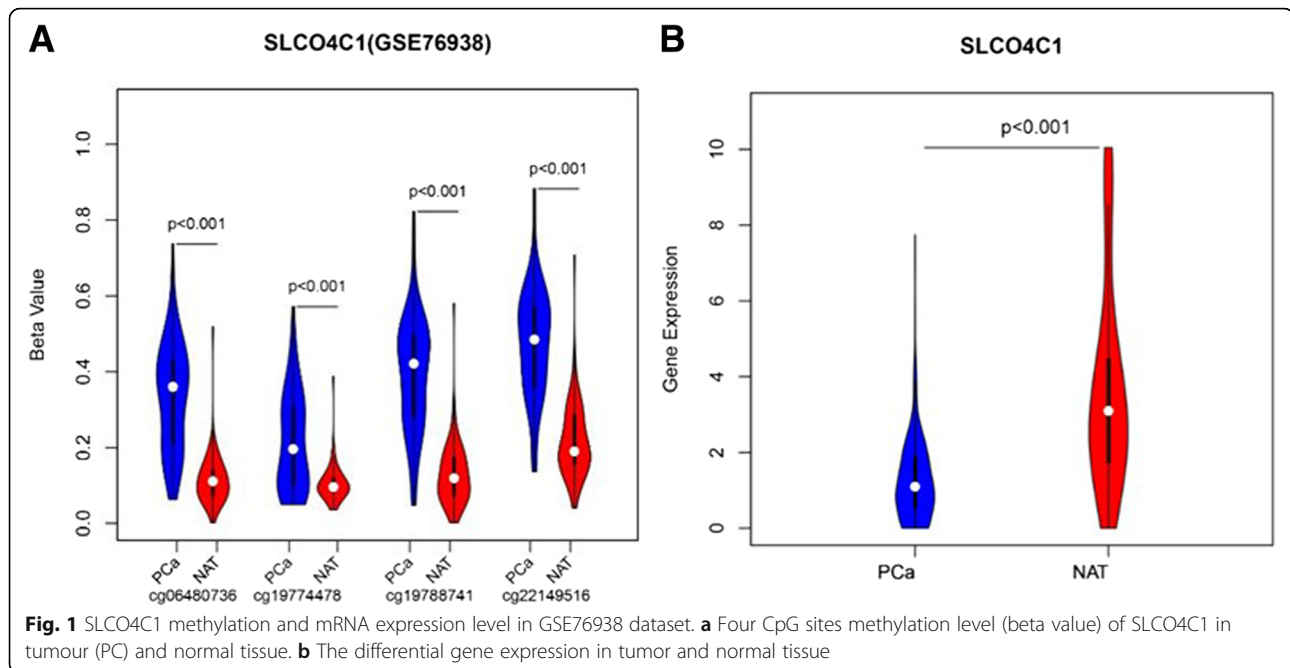 A
SLCO4C1(GSE76938)
Beta Value
1.0
0.8
0.6
0.4
0.2
0.0
p<0.001
p<0.001
p<0.001
p<0.001
PCa NAT PCa NAT PCa NAT PCa NAT
cg06480736 cg19774478 cg19788741 cg22149516
B
SLCO4C1
Gene Expression
10
8
6
4
2
0
p<0.001
PCa NAT
Fig. 1 SLCO4C1 methylation and mRNA expression level in GSE76938 dataset. a Four CpG sites methylation level (beta value) of SLCO4C1 in
tumour (PC) and normal tissue. b The differential gene expression in tumor and normal tissue